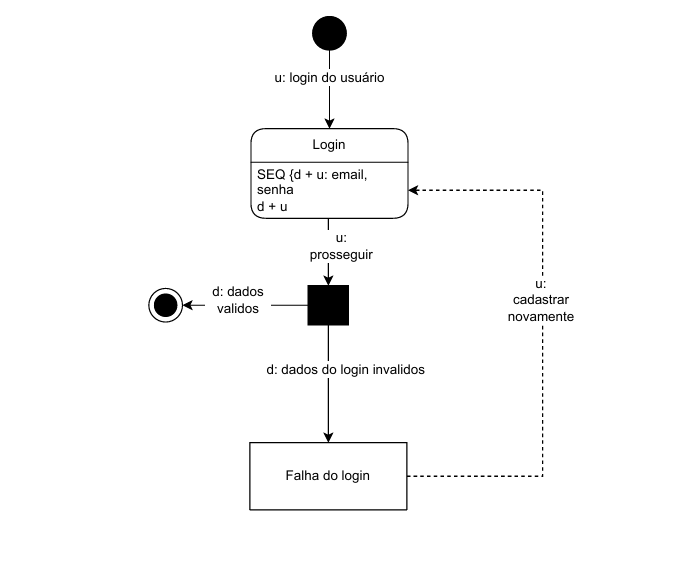 u: login do usuário
Login
SEQ {d + u: email,
senha
d + u
u:
prosseguir
d: dados
validos
u:
cadastrar
novamente
d: dados do login invalidos
Falha do login